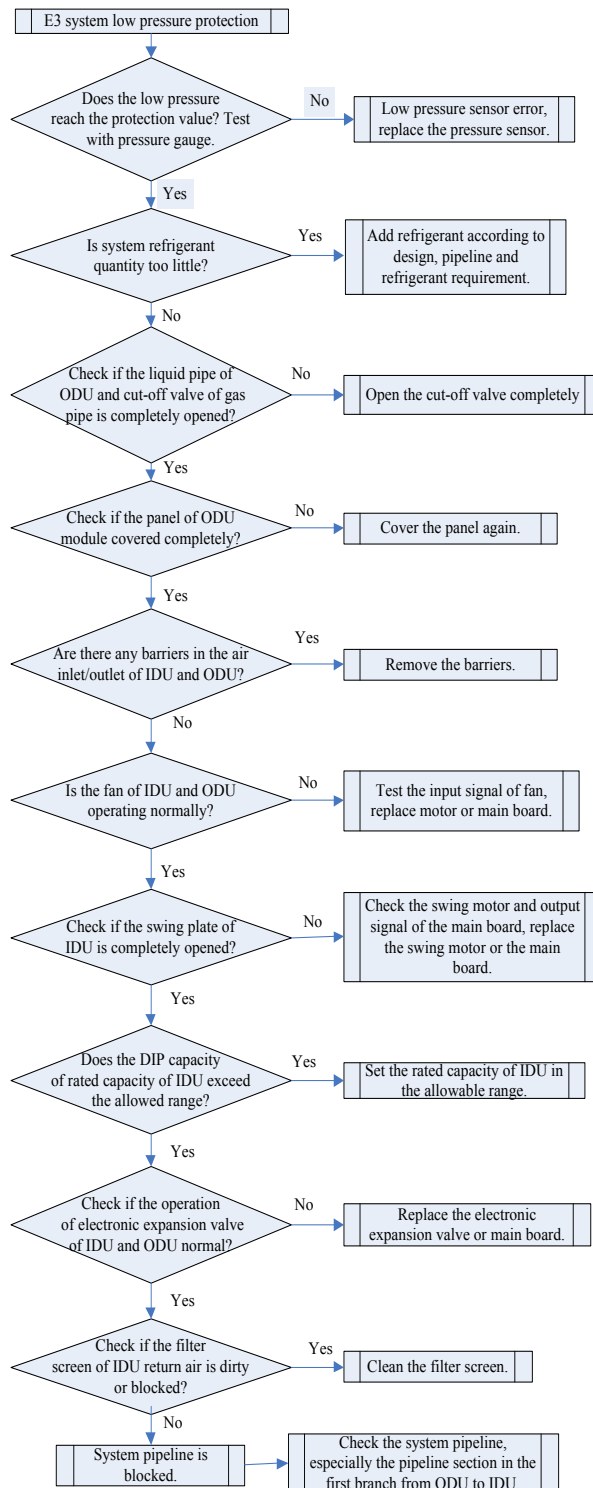 E3 system low pressure protection
Does the low pressure
reach the protection value? Test
with pressure gauge.
No
Low pressure sensor error,
replace the pressure sensor.
Yes
Is system refrigerant
quantity too little?
Yes
Add refrigerant according to
design, pipeline and
refrigerant requirement.
No
Check if the liquid pipe of
ODU and cut-off valve of gas
pipe is completely opened?
No
Open the cut-off valve completely
Yes
Check if the panel of ODU
module covered completely?
No
Cover the panel again.
Yes
Are there any barriers in the air
inlet/outlet of IDU and ODU?
Yes
Remove the barriers.
No
Is the fan of IDU and ODU
operating normally?
No
Test the input signal of fan,
replace motor or main board.
Yes
Check if the swing plate of
IDU is completely opened?
No
Check the swing motor and output
signal of the main board, replace
the swing motor or the main
board.
Yes
Does the DIP capacity
of rated capacity of IDU exceed
the allowed range?
Yes
Set the rated capacity of IDU in
the allowable range.
Yes
Check if the operation
of electronic expansion valve
of IDU and ODU normal?
No
Replace the electronic
expansion valve or main board.
Yes
Check if the filter
screen of IDU return air is dirty
or blocked?
Yes
Clean the filter screen.
No
System pipeline is
blocked.
Check the system pipeline,
especially the pipeline section in the
first branch from ODU to IDU